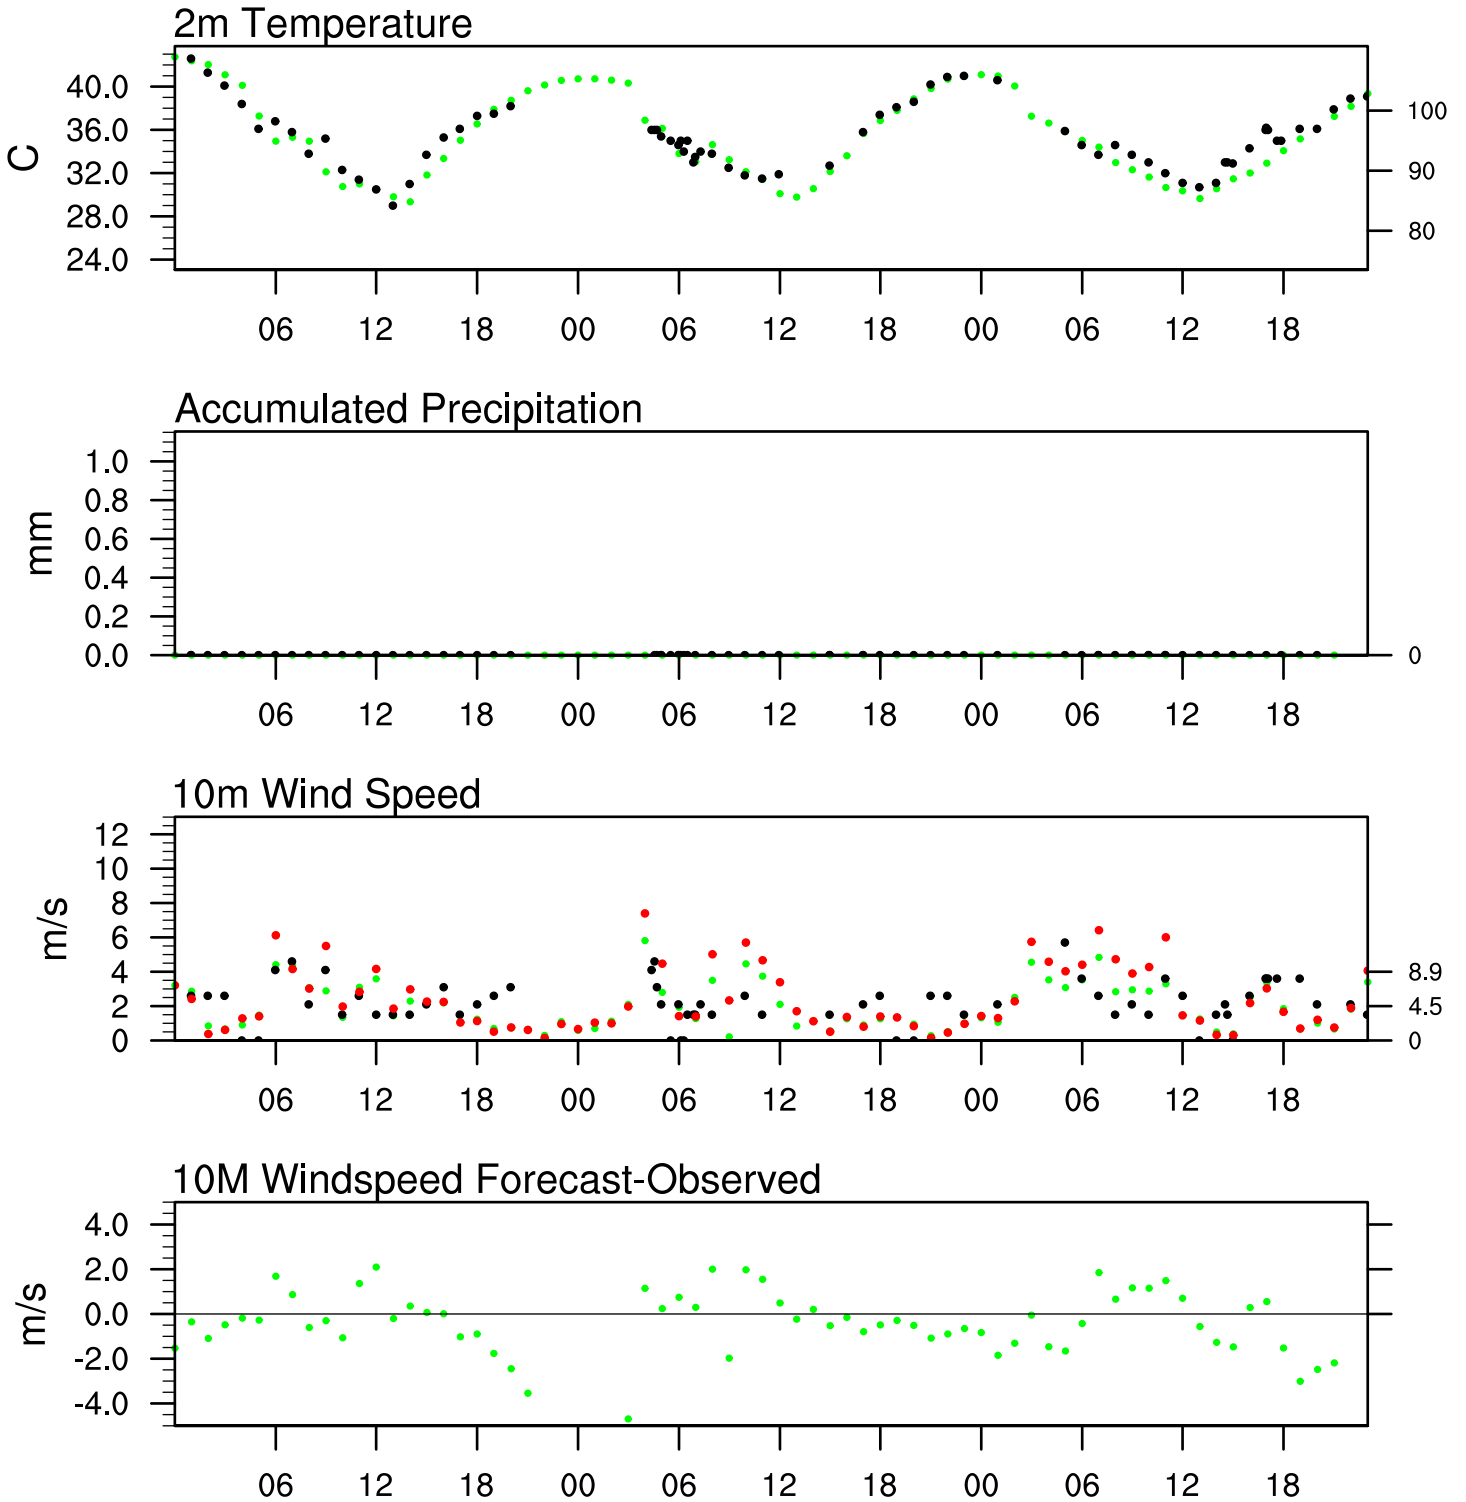 2m Temperature
C
40.0
36.0
32.0
28.0
24.0
100
90
80
06 12 18 00 06 12 18 00 06 12 18
Accumulated Precipitation
mm
1.0
0.8
0.6
0.4
0.2
0.0
0
06 12 18 00 06 12 18 00 06 12 18
10m Wind Speed
m/s
12
10
8
6
4
2
0
8.9
4.5
0
06 12 18 00 06 12 18 00 06 12 18
10M Windspeed Forecast-Observed
m/s
4.0
2.0
0.0
-2.0
-4.0
06 12 18 00 06 12 18 00 06 12 18